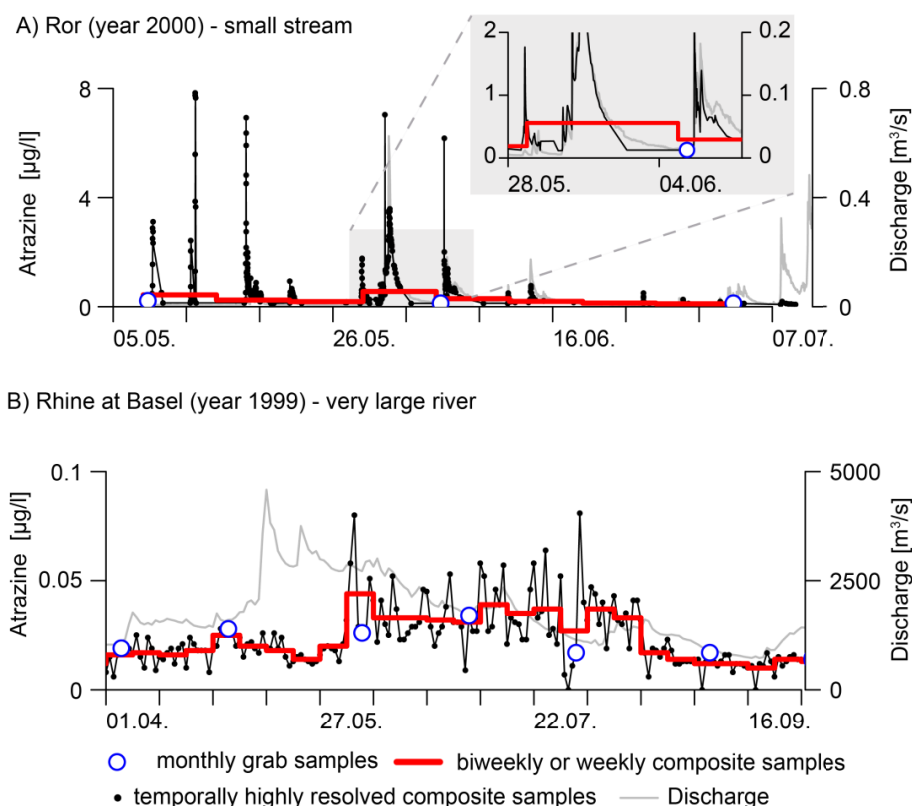 A) Ror (year 2000) - small stream
2
1
0
0.2
0.1
0
28.05.
04.06.
8
4
0
Atrazine [µg/l]
0.8
0.4
0
Discharge [m³/s]
05.05.
26.05.
16.06.
07.07.
B) Rhine at Basel (year 1999) - very large river
0.1
0.05
0
Atrazine [µg/l]
5000
2500
0
Discharge [m³/s]
01.04.
27.05.
22.07.
16.09.
monthly grab samples
biweekly or weekly composite samples
temporally highly resolved composite samples
Discharge